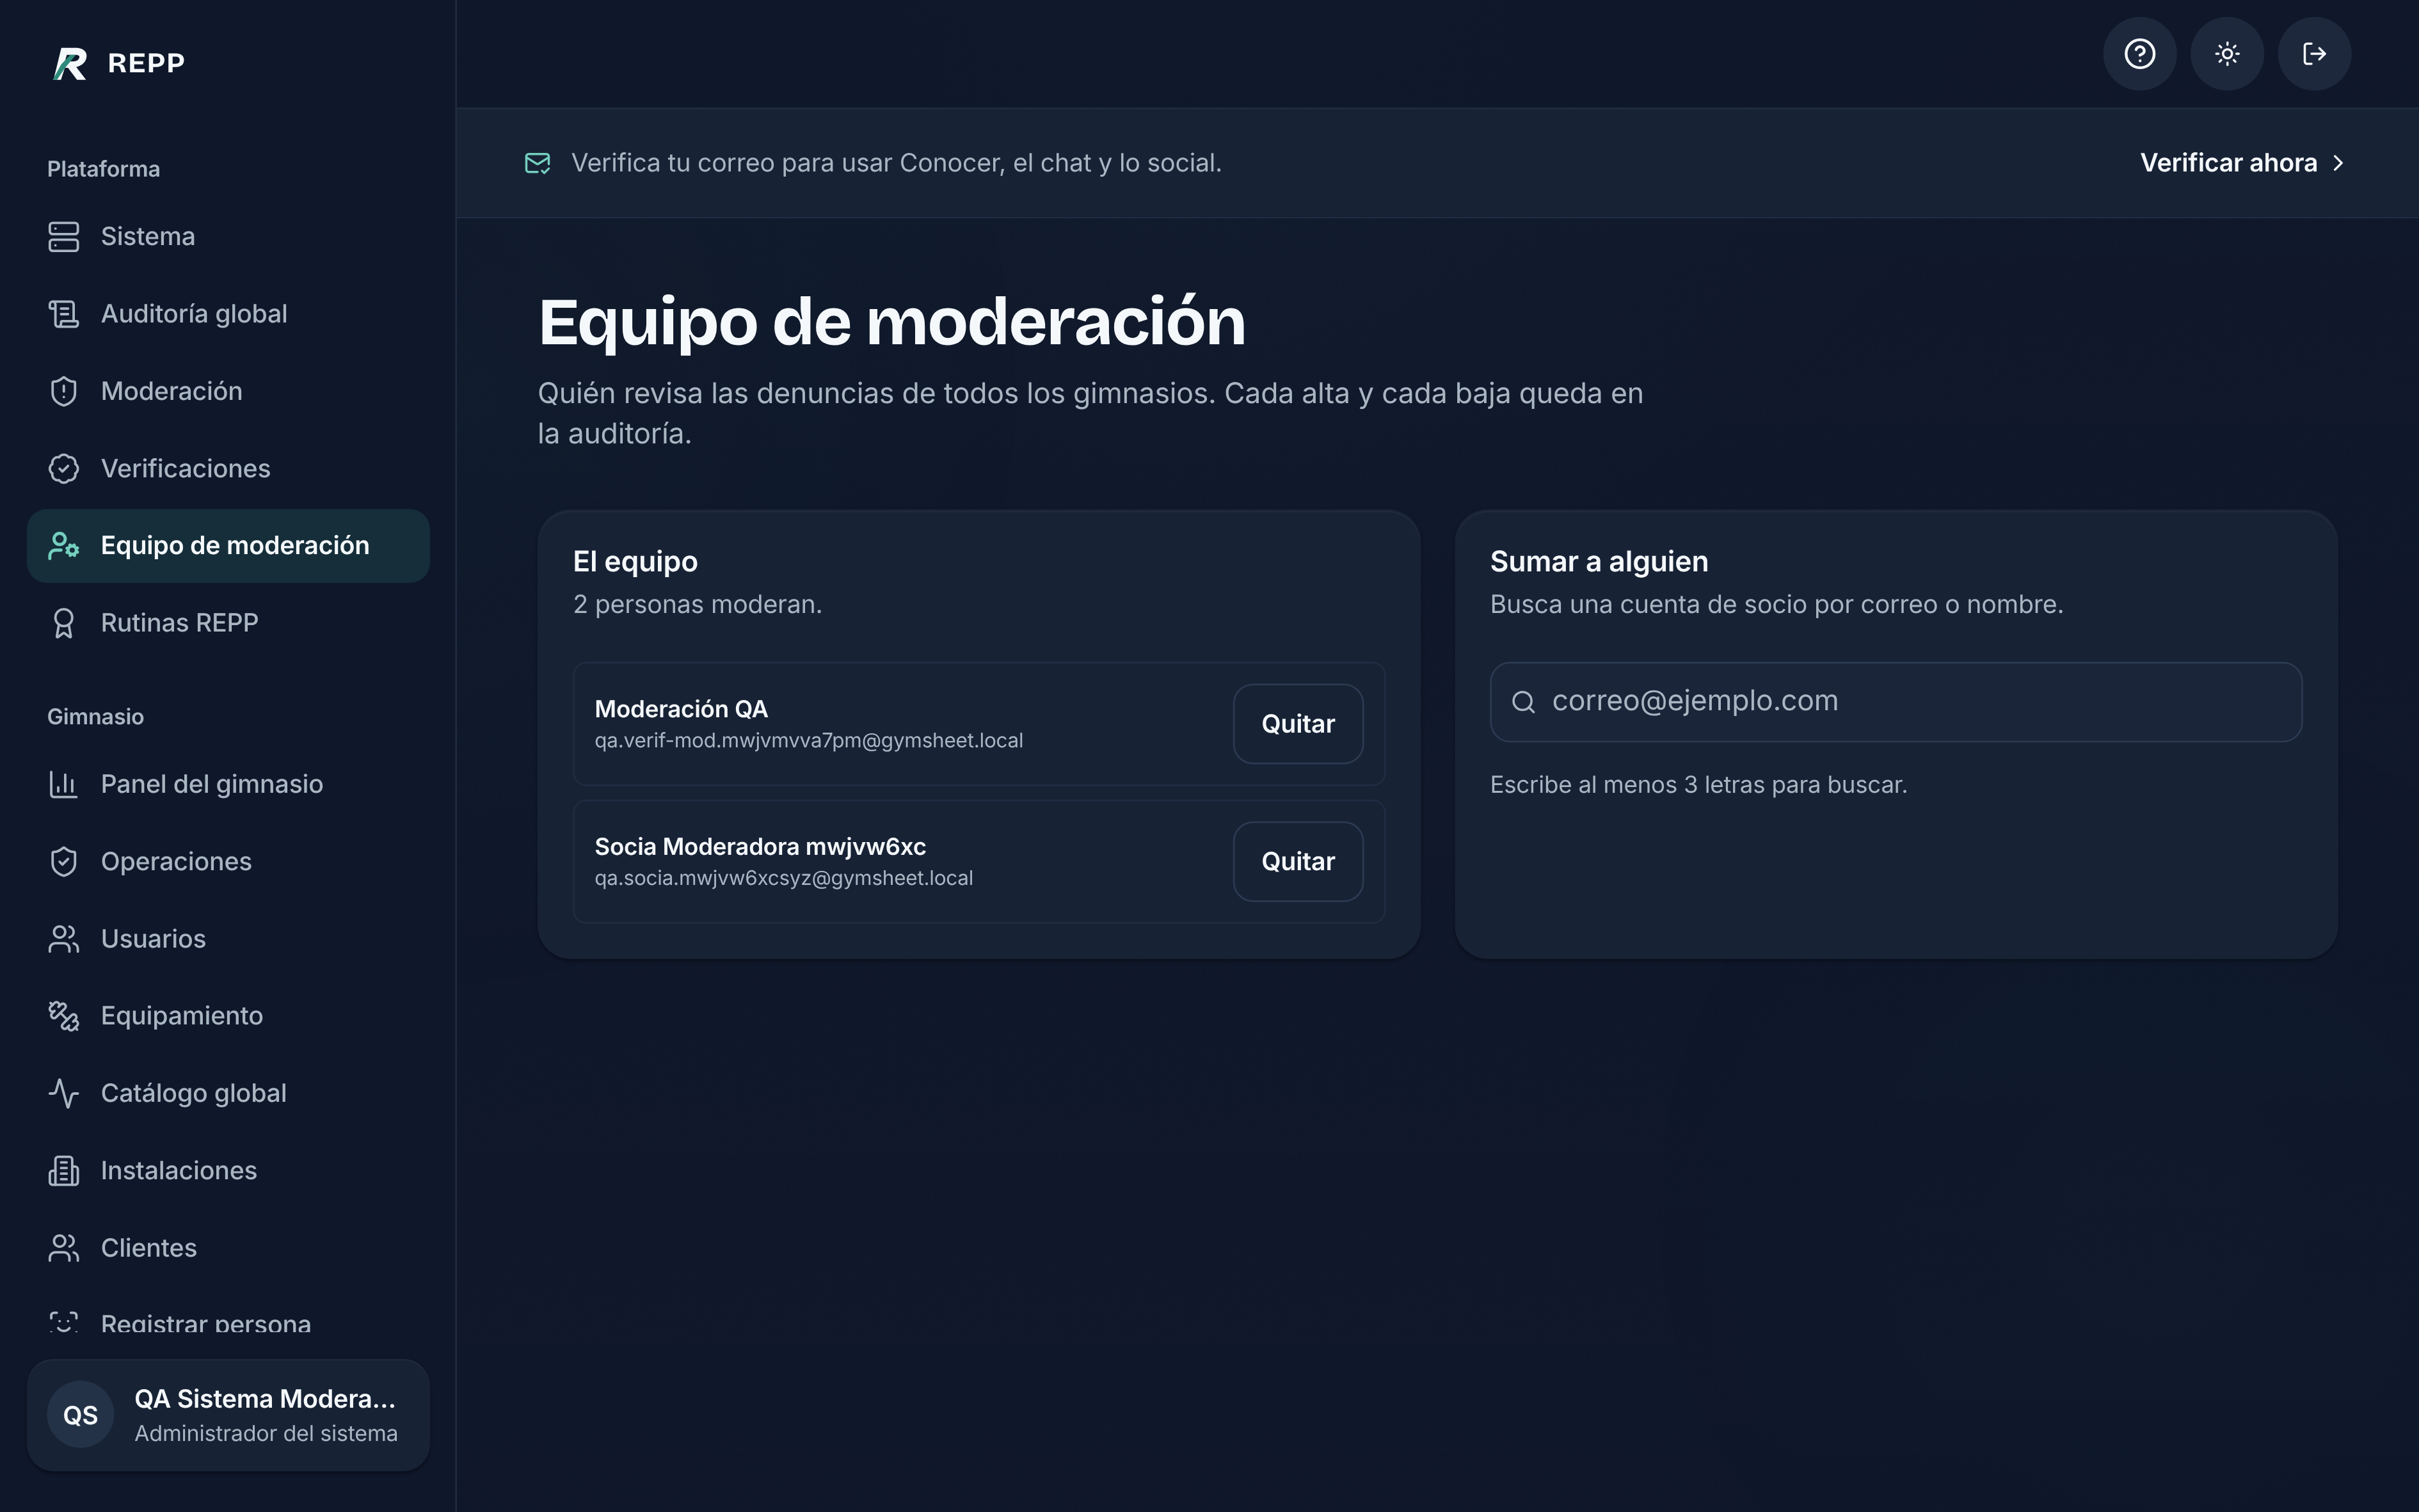 REPP
Plataforma
Sistema
Auditoría global
Moderación
Verificaciones
Equipo de moderación
Rutinas REPP
Gimnasio
Panel del gimnasio
Operaciones
Usuarios
Equipamiento
Catálogo global
Instalaciones
Clientes
Registrar persona
QS
QA Sistema Modera...
Administrador del sistema
Verifica tu correo para usar Conocer, el chat y lo social.
Verificar ahora
Equipo de moderación
Quién revisa las denuncias de todos los gimnasios. Cada alta y cada baja queda en
la auditoría.
El equipo
2 personas moderan.
Moderación QA
qa.verif-mod.mwjvmvva7pm@gymsheet.local
Quitar
Socia Moderadora mwjvw6xc
qa.socia.mwjvw6xcsyz@gymsheet.local
Quitar
Sumar a alguien
Busca una cuenta de socio por correo o nombre.
correo@ejemplo.com
Escribe al menos 3 letras para buscar.